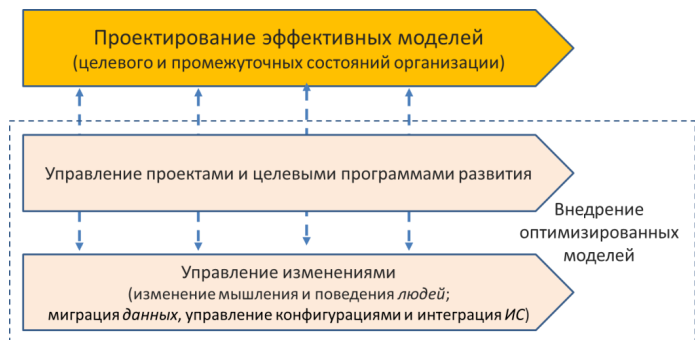 Проектирование эффективных моделей
(целевого и промежуточных состояний организации)
Управление проектами и целевыми программами развития
Внедрение
оптимизированных
моделей
Управление изменениями
(изменение мышления и поведения людей;
миграция данных, управление конфигурациями и интеграция ИС)